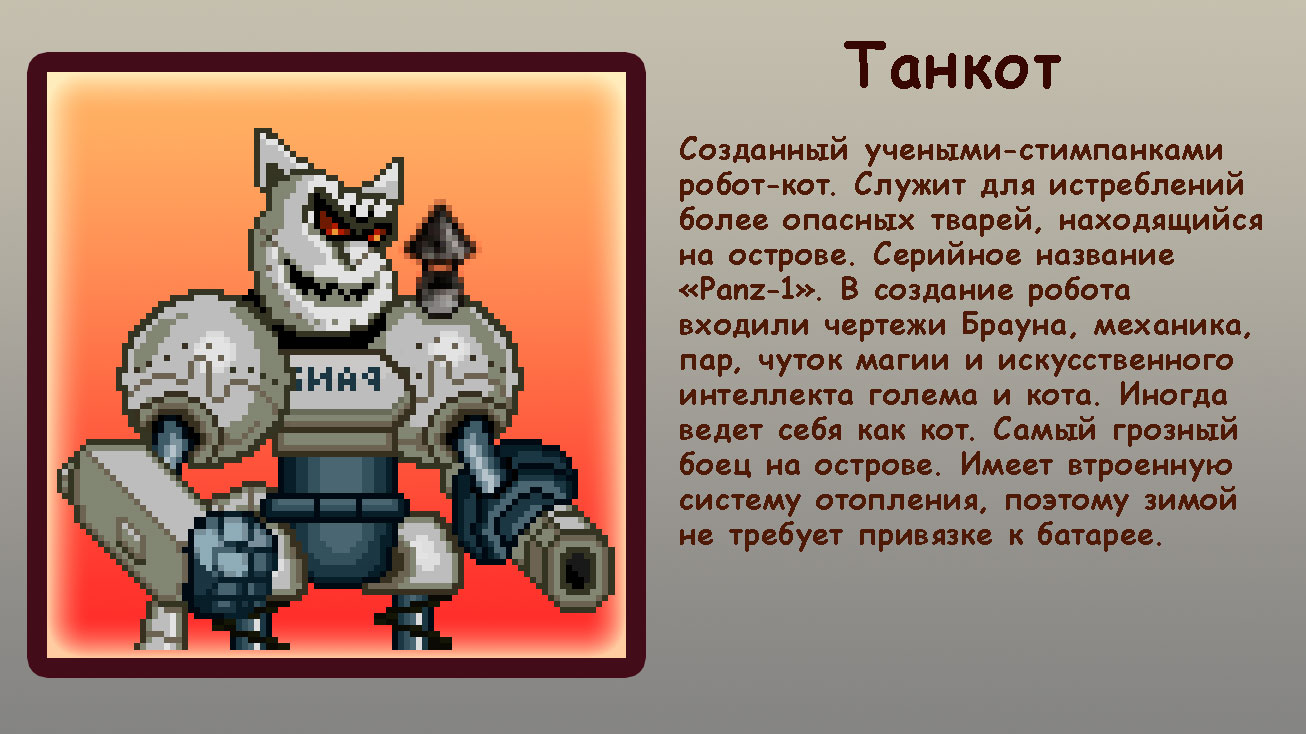 Танкот
Созданный учеными-стимпанками
робот-кот. Служит для истреблений
более опасных тварей, находящийся
на острове. Серийное название
«Panz-1». В создание робота
входили чертежи Брауна, механика,
пар, чуток магии и искусственного
интеллекта голема и кота. Иногда
ведет себя как кот. Самый грозный
боец на острове. Имеет втроенную
систему отопления, поэтому зимой
не требует привязке к батарее.